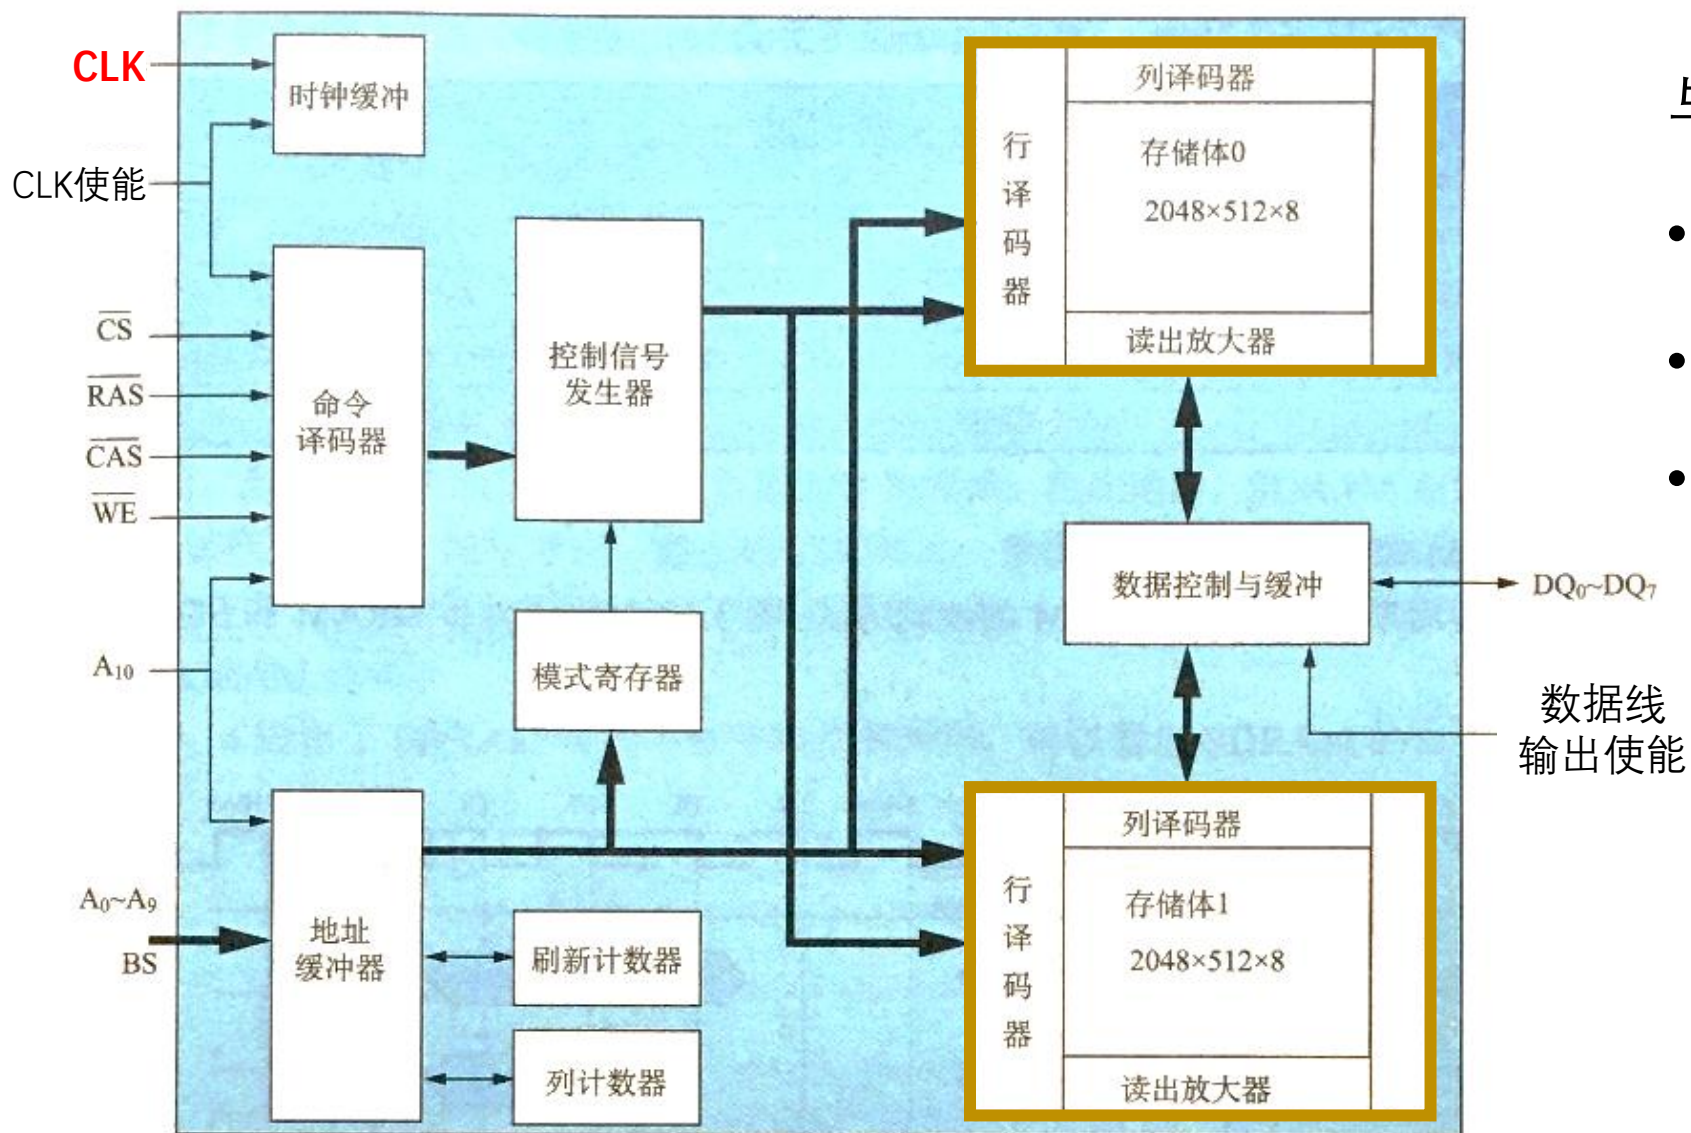 CLK
时钟缓冲
CLK使能
CS
RAS
CAS
WE
A10
A0~A9
BS
命令
译码器
控制信号
发生器
模式寄存器
地址
缓冲器
刷新计数器
列计数器
列译码器
行译码器
存储体0
2048×512×8
读出放大器
数据控制与缓冲
DQ0~DQ7
数据线
输出使能
列译码器
行译码器
存储体1
2048×512×8
读出放大器